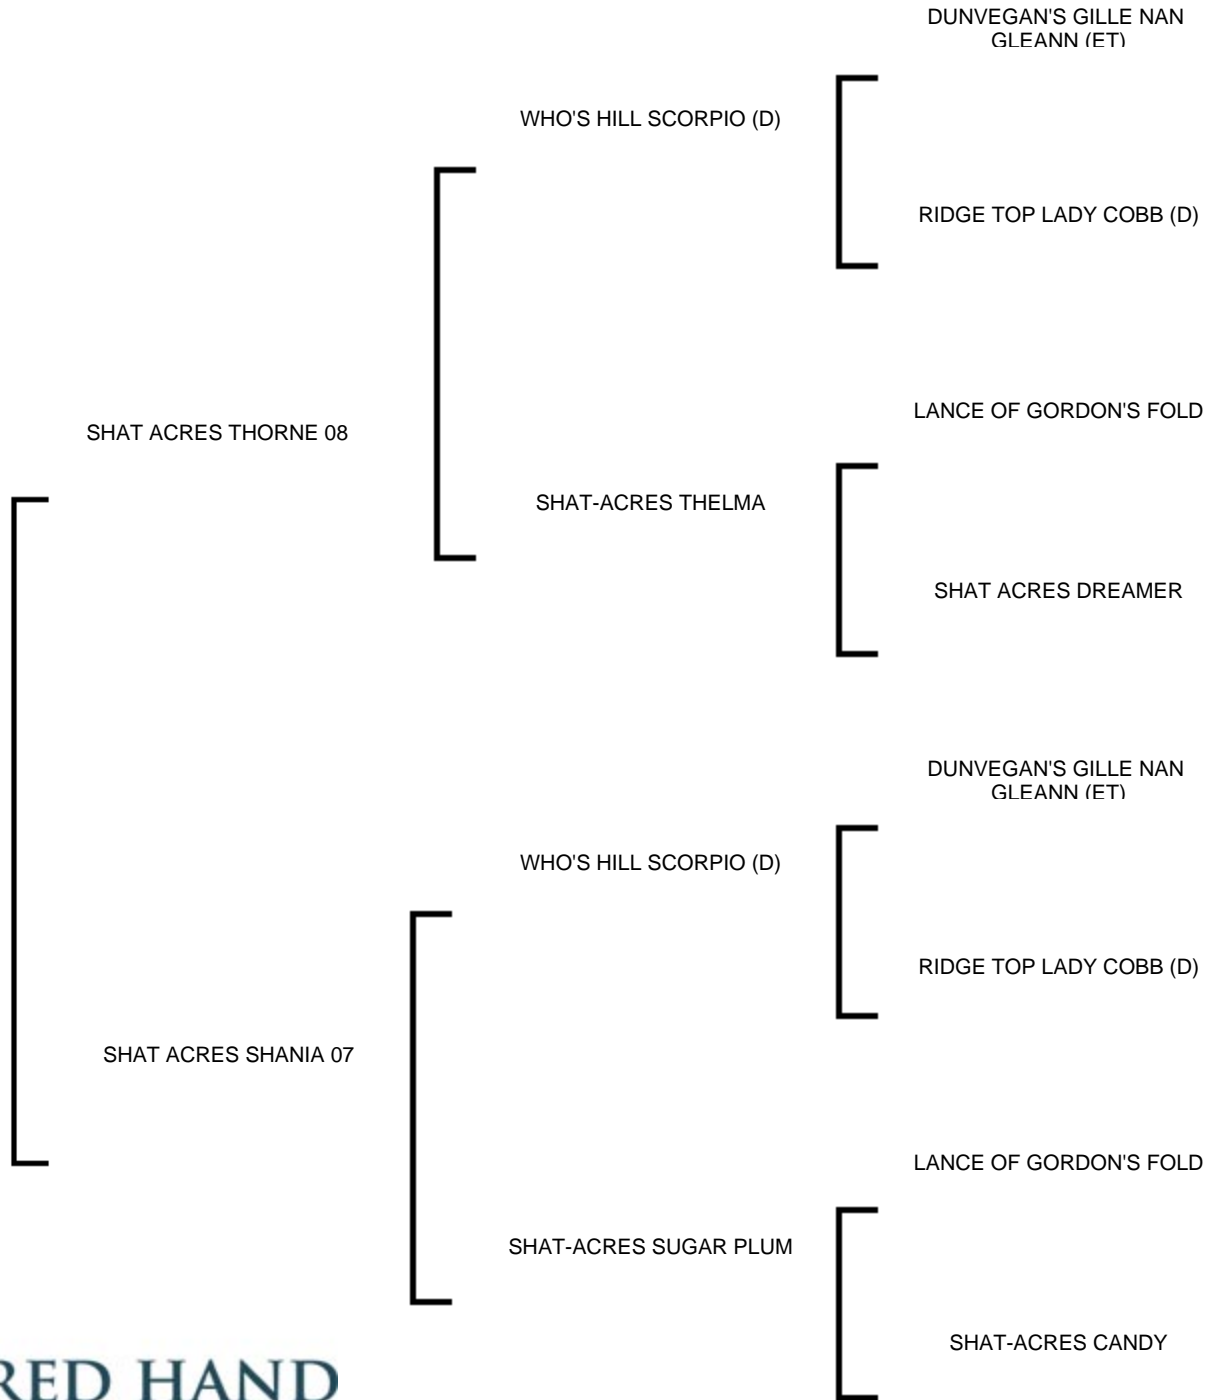 DUNVEGAN'S GILLE NAN
GLEANN (ET)
WHO'S HILL SCORPIO (D)
RIDGE TOP LADY COBB (D)
LANCE OF GORDON'S FOLD
SHAT ACRES THORNE 08
SHAT-ACRES THELMA
SHAT ACRES DREAMER
DUNVEGAN'S GILLE NAN
GLEANN (ET)
WHO'S HILL SCORPIO (D)
RIDGE TOP LADY COBB (D)
SHAT ACRES SHANIA 07
LANCE OF GORDON'S FOLD
SHAT-ACRES SUGAR PLUM
SHAT-ACRES CANDY
RED HAND